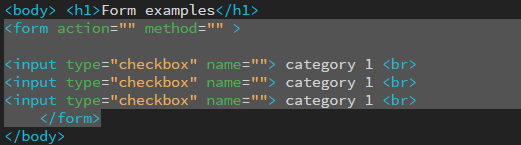 <body> <h1>Form examples</h1>
<form action="" method="" >
<input type="checkbox" name=""> category 1 <br>
<input type="checkbox" name=""> category 1 <br>
<input type="checkbox" name=""> category 1 <br>
</form>
</body>